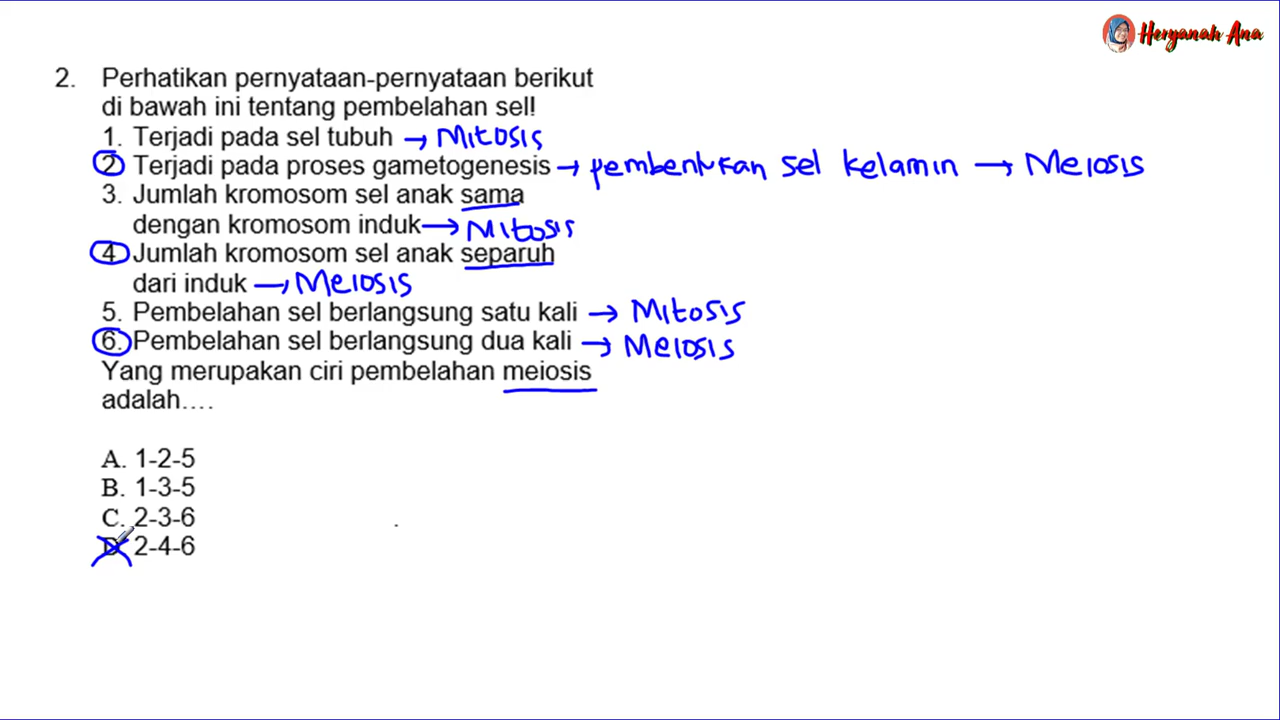 Heryanah Ana
2. Perhatikan pernyataan-pernyataan berikut
di bawah ini tentang pembelahan sel!
1. Terjadi pada sel tubuh → Mitosis
2. Terjadi pada proses gametogenesis → pembentukan sel kelamin → Meiosis
3. Jumlah kromosom sel anak sama
dengan kromosom induk → Mitosis
4. Jumlah kromosom sel anak separuh
dari induk → Meiosis
5. Pembelahan sel berlangsung satu kali → Mitosis
6. Pembelahan sel berlangsung dua kali → Meiosis
Yang merupakan ciri pembelahan meiosis
adalah....
A. 1-2-5
B. 1-3-5
C. 2-3-6
D. 2-4-6